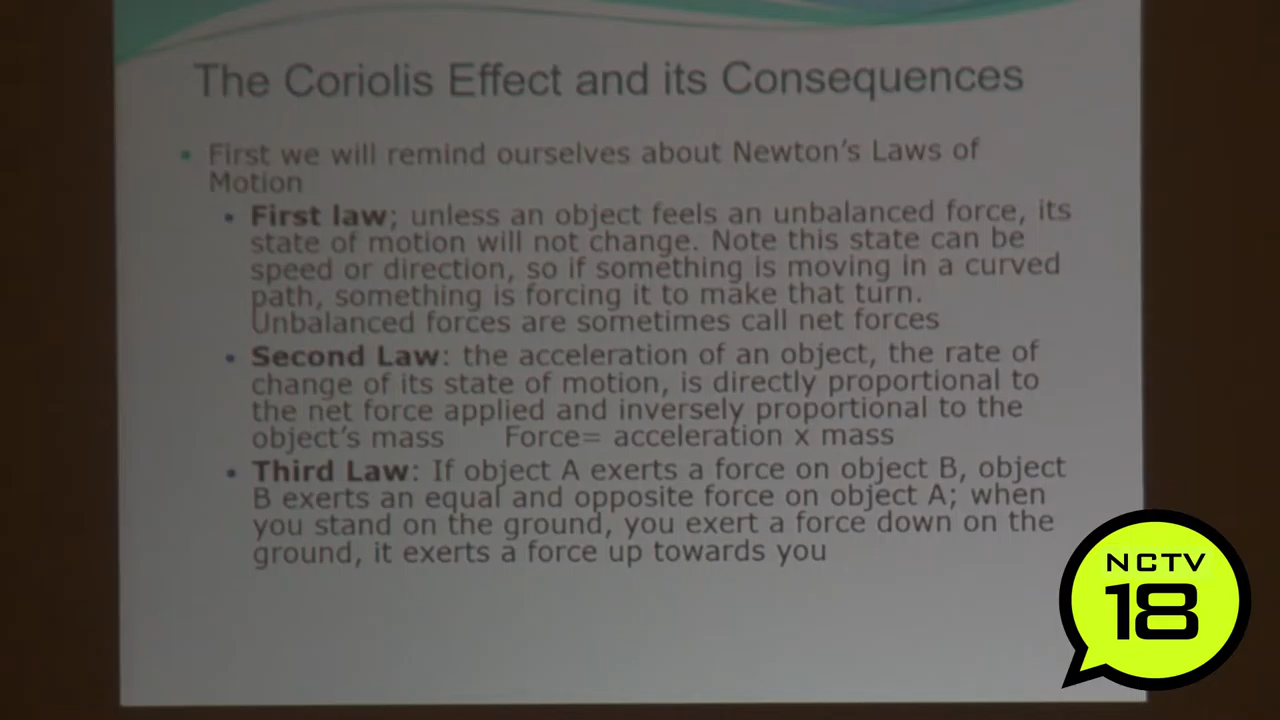 The Coriolis Effect and its Consequences
• First we will remind ourselves about Newton's Laws of
Motion
• First law; unless an object feels an unbalanced force, its
state of motion will not change. Note this state can be
speed or direction, so if something is moving in a curved
path, something is forcing it to make that turn.
Unbalanced forces are sometimes call net forces
• Second Law: the acceleration of an object, the rate of
change of its state of motion, is directly proportional to
the net force applied and inversely proportional to the
object's mass Force= acceleration x mass
• Third Law: If object A exerts a force on object B, object
B exerts an equal and opposite force on object A; when
you stand on the ground, you exert a force down on the
ground, it exerts a force up towards you
NCTV
18